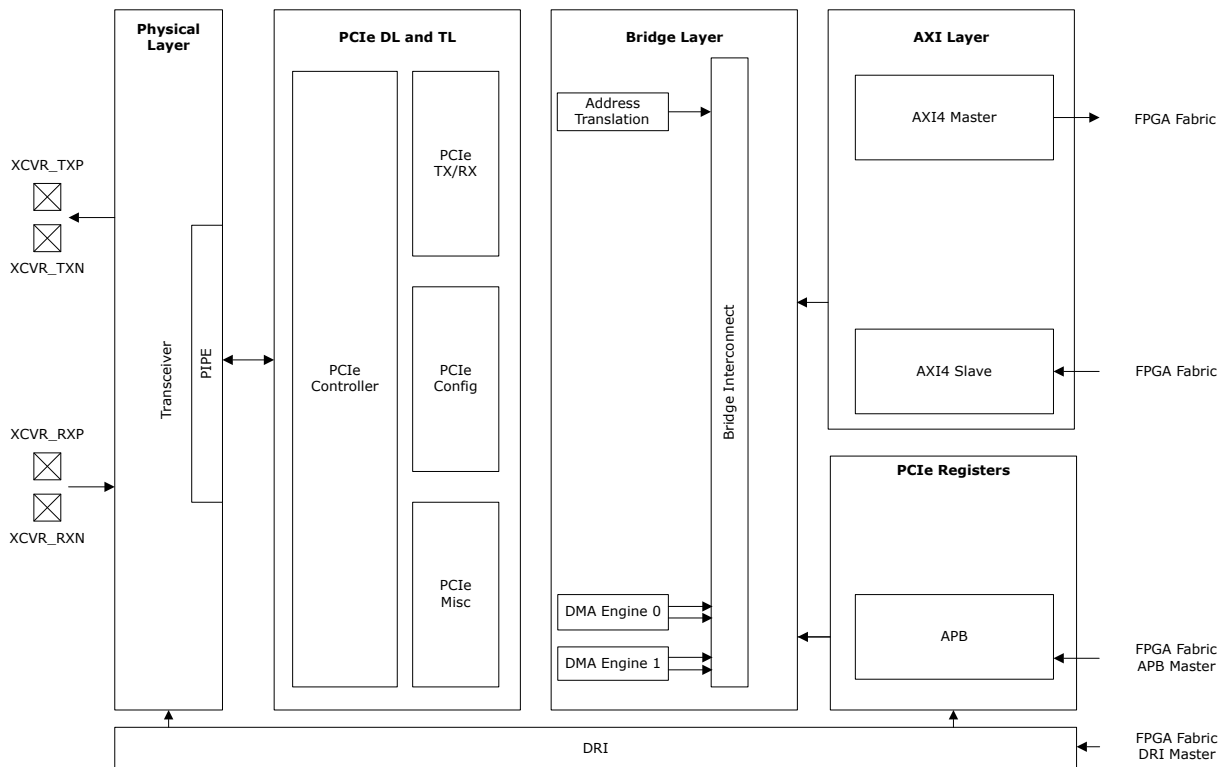 Physical
Layer
PCIe DL and TL
Bridge Layer
AXI Layer
Address
Translation
AXI4 Master
FPGA Fabric
PCIe
TX/RX
XCVR_TXP
XCVR_TXN
Transceiver
PIPE
PCIe
Controller
PCIe
Config
Bridge Interconnect
AXI4 Slave
FPGA Fabric
XCVR_RXP
XCVR_RXN
PCIe Registers
PCIe
Misc
DMA Engine 0
DMA Engine 1
APB
FPGA Fabric
APB Master
DRI
FPGA Fabric
DRI Master